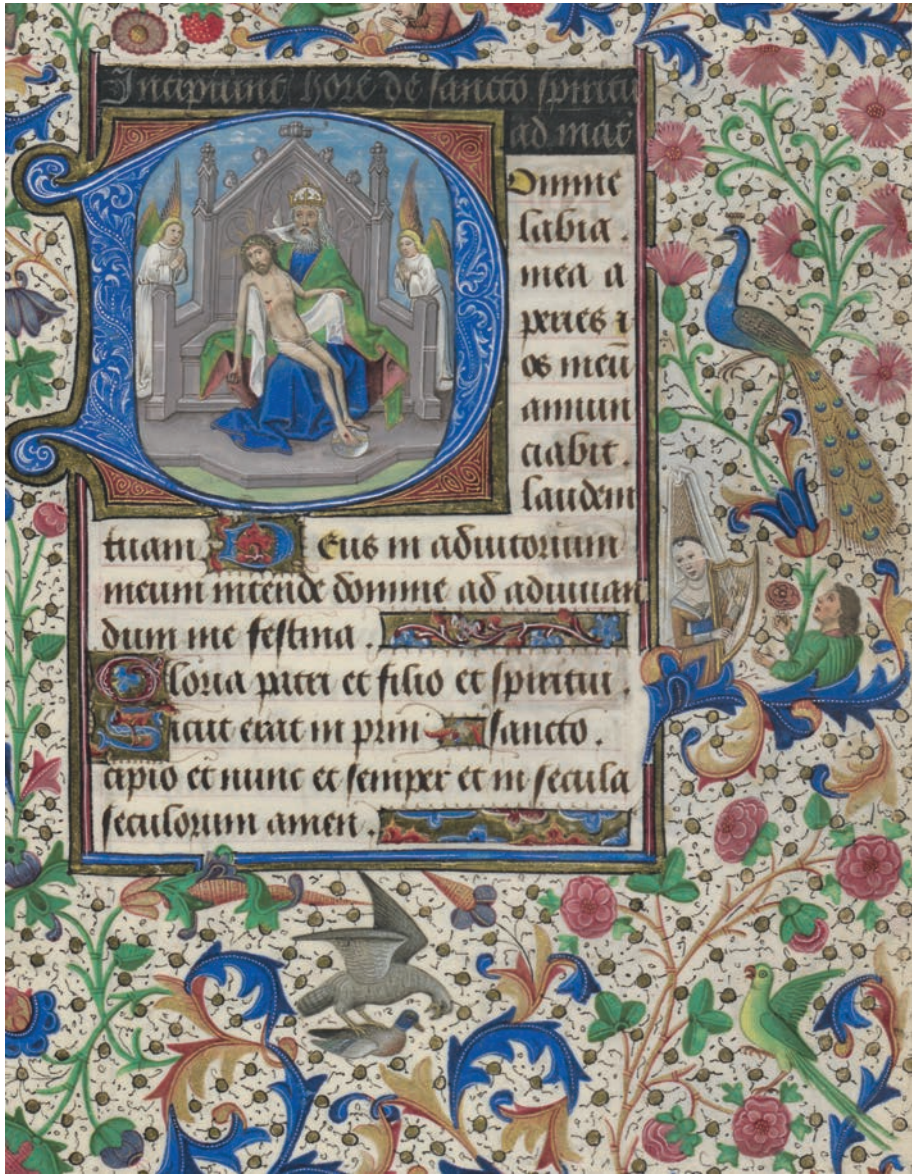 Incipiunt hore de sancto spiritu
ad mat
Domine
labia .
mea a
peries ⁊
os meū
annun
ciabit .
laudem
tuam Deus in adiutorium
meum intende domine ad adiuuan
dum me festina .
Gloria patri et filio et spiritui .
Sicut erat in prin sancto .
cipio et nunc et semper et in secula
seculorum amen .